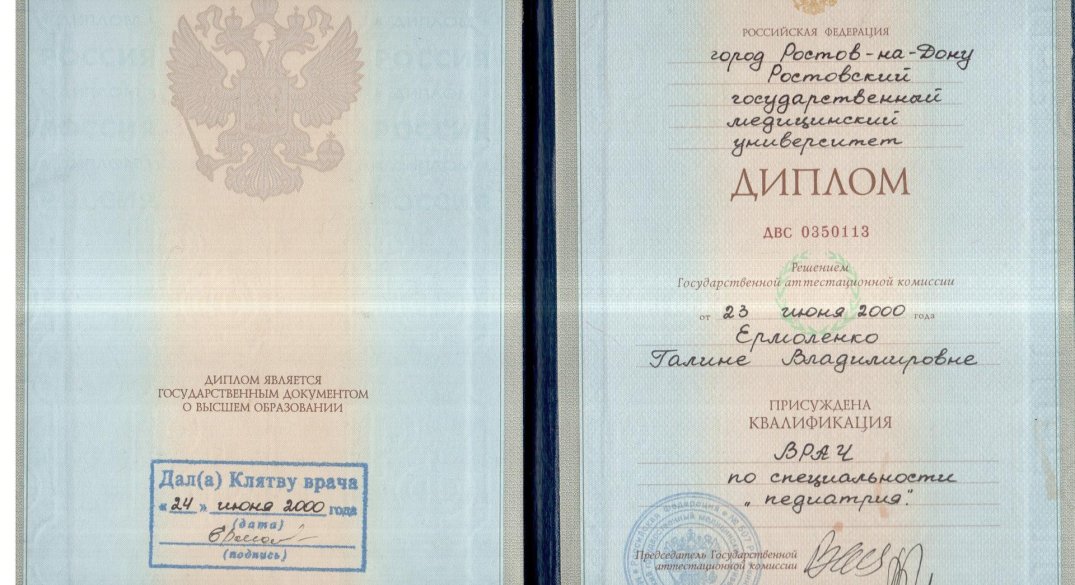 ДИПЛОМ ЯВЛЯЕТСЯ
ГОСУДАРСТВЕННЫМ ДОКУМЕНТОМ
О ВЫСШЕМ ОБРАЗОВАНИИ
Дал(а) Клятву врача
«24» июня 2000 года
(дата)
(подпись)
РОССИЙСКАЯ ФЕДЕРАЦИЯ
город Ростов-на-Дону
Ростовский
государственный
медицинский
университет
ДИПЛОМ
ДВС 0350113
Решением
Государственной аттестационной комиссии
от 23 июня 2000 года
Ермоленко
Галине Владимировне
ПРИСУЖДЕНА
КВАЛИФИКАЦИЯ
ВРАЧ
по специальности
„педиатрия".
Председатель Государственной
аттестационной комиссии